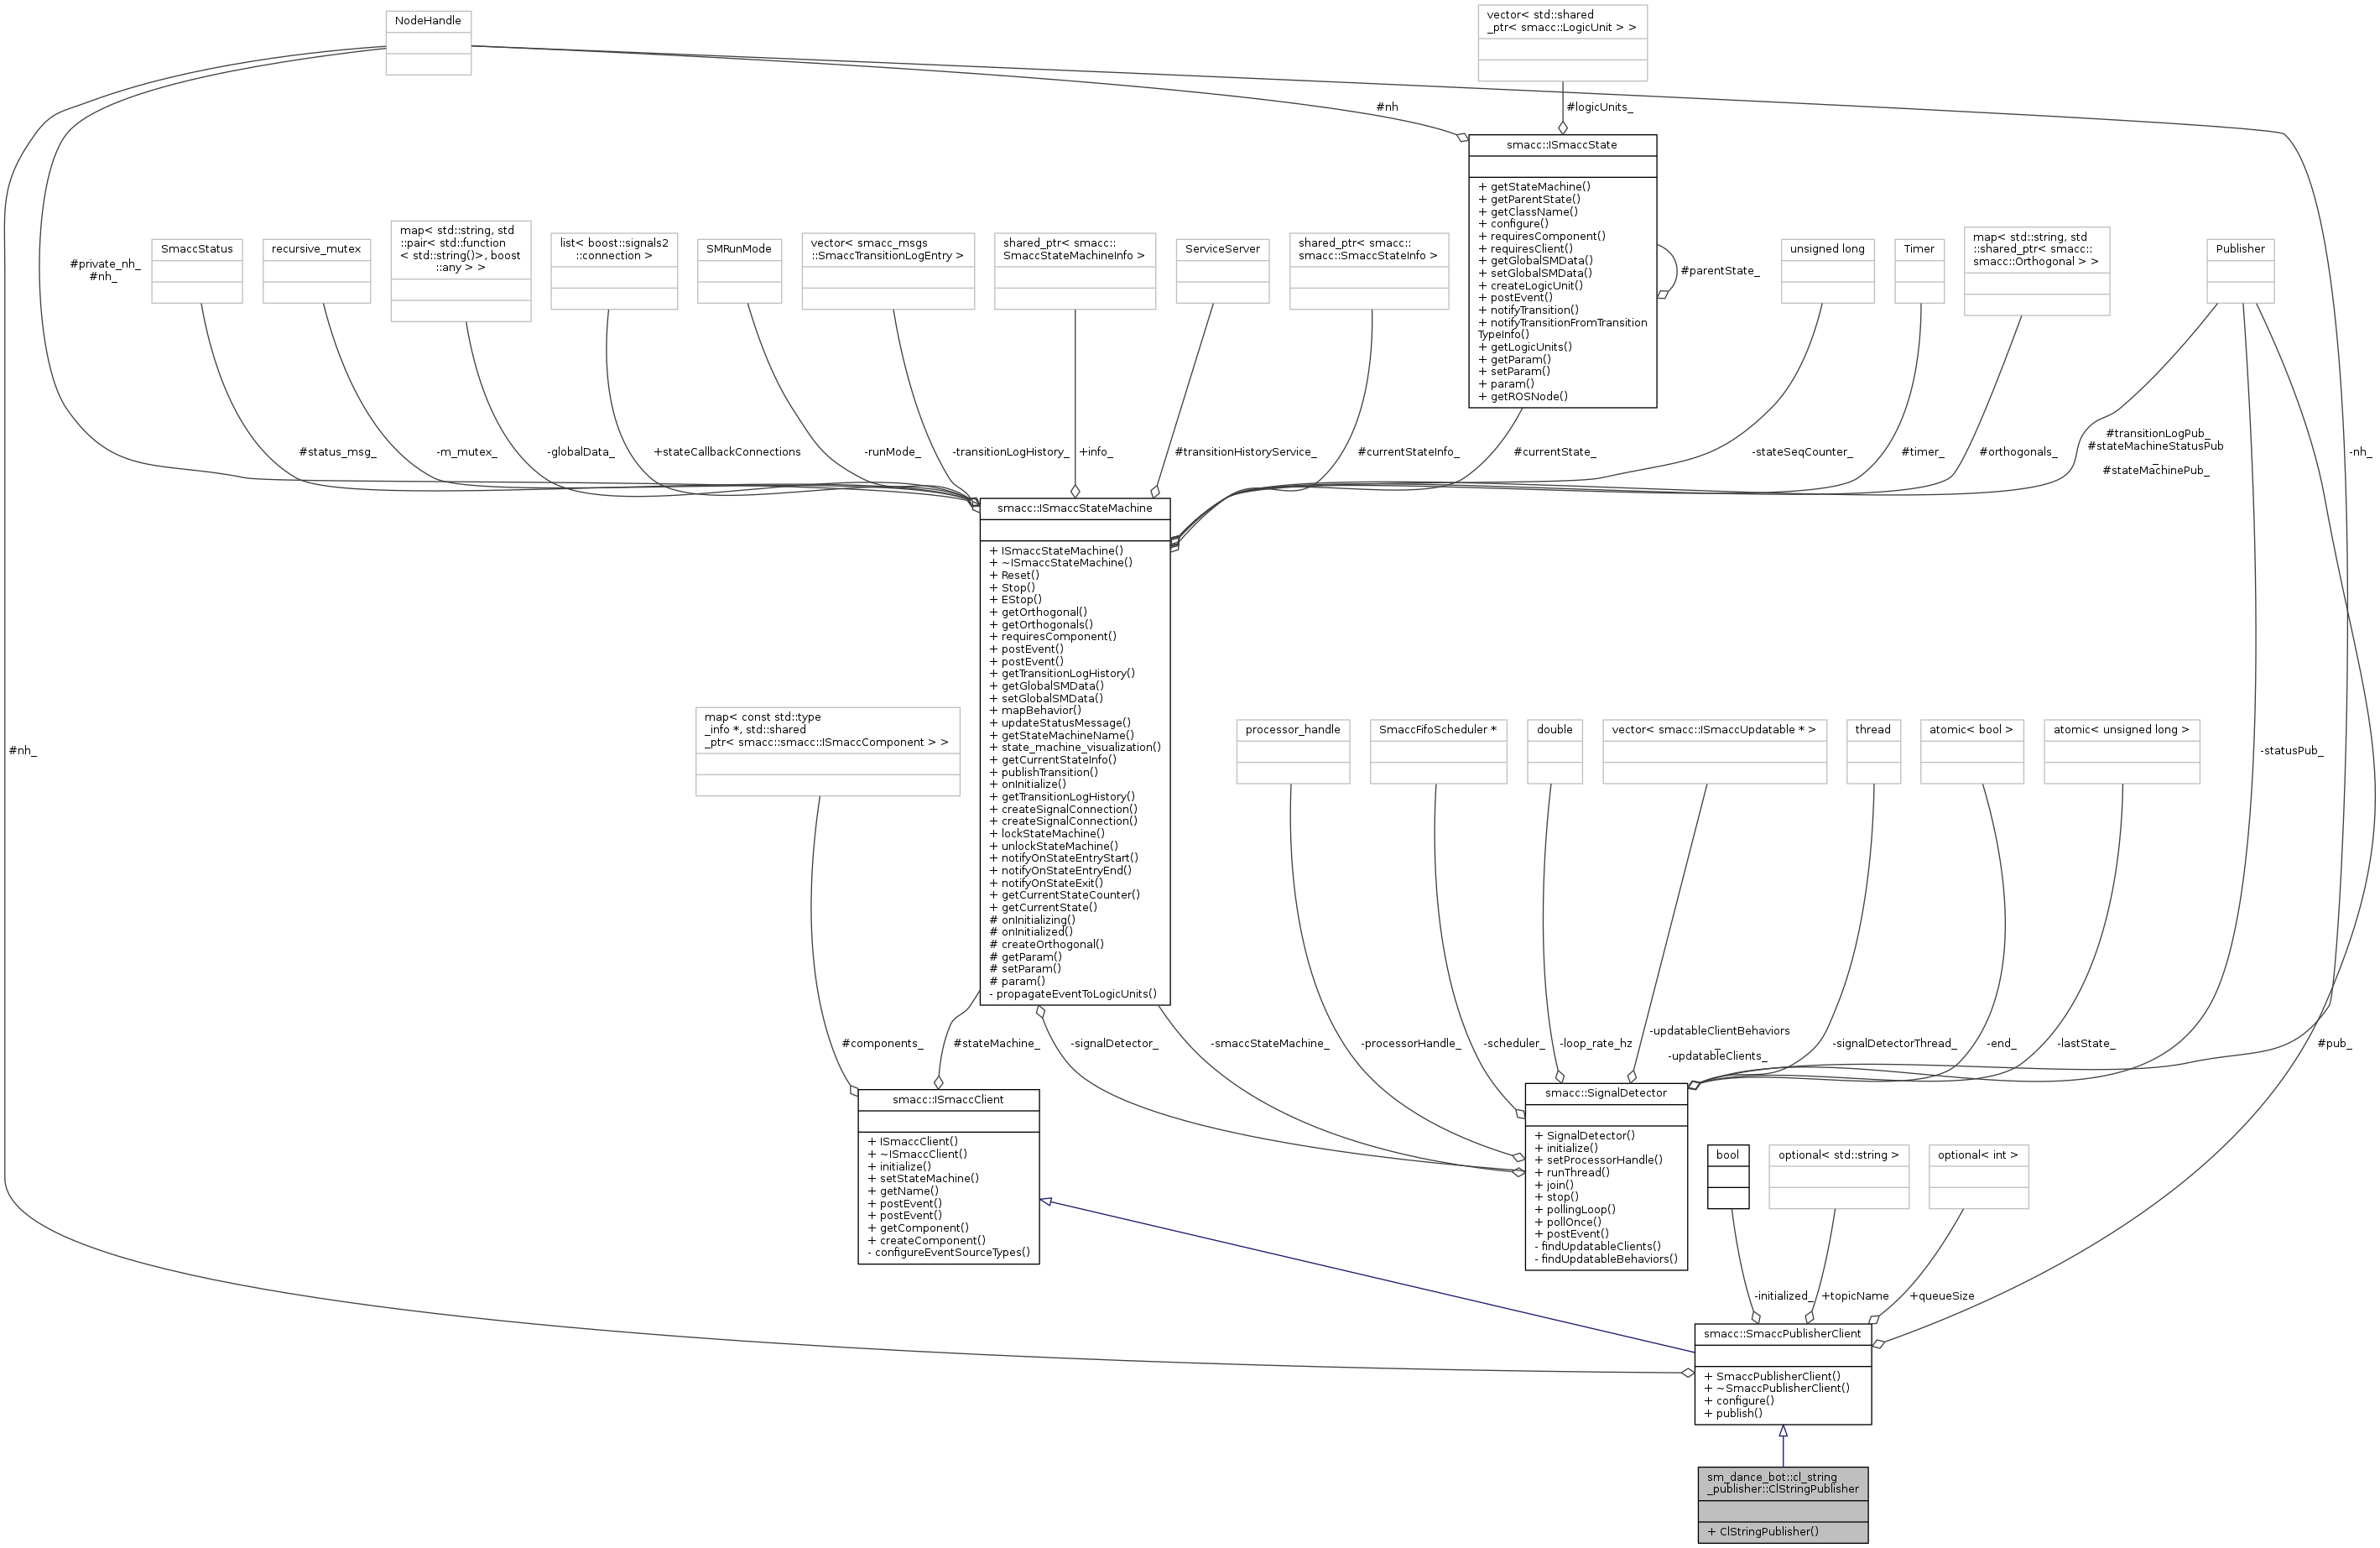 NodeHandle
vector< std::shared
_ptr< smacc::LogicUnit > >
#nh
#logicUnits_
smacc::ISmaccState
+ getStateMachine()
+ getParentState()
+ getClassName()
+ configure()
+ requiresComponent()
+ requiresClient()
+ getGlobalSMData()
+ setGlobalSMData()
+ createLogicUnit()
+ postEvent()
+ notifyTransition()
+ notifyTransitionFromTransition
TypeInfo()
+ getLogicUnits()
+ getParam()
+ setParam()
+ param()
+ getROSNode()
#parentState_
#private_nh_
#nh_
SmaccStatus
recursive_mutex
map< std::string, std
::pair< std::function
< std::string()>, boost
::any > >
list< boost::signals2
::connection >
SMRunMode
vector< smacc_msgs
::SmaccTransitionLogEntry >
shared_ptr< smacc::
SmaccStateMachineInfo >
ServiceServer
shared_ptr< smacc::
smacc::SmaccStateInfo >
unsigned long
Timer
map< std::string, std
::shared_ptr< smacc::
smacc::Orthogonal > >
Publisher
#status_msg_
-m_mutex_
-globalData_
+stateCallbackConnections
-runMode_
-transitionLogHistory_
+info_
#transitionHistoryService_
#currentStateInfo_
#currentState_
-stateSeqCounter_
#timer_
#orthogonals_
#transitionLogPub_
#stateMachineStatusPub
_
#stateMachinePub_
-nh_
smacc::ISmaccStateMachine
+ ISmaccStateMachine()
+ ~ISmaccStateMachine()
+ Reset()
+ Stop()
+ EStop()
+ getOrthogonal()
+ getOrthogonals()
+ requiresComponent()
+ postEvent()
+ postEvent()
+ getTransitionLogHistory()
+ getGlobalSMData()
+ setGlobalSMData()
+ mapBehavior()
+ updateStatusMessage()
+ getStateMachineName()
+ state_machine_visualization()
+ getCurrentStateInfo()
+ publishTransition()
+ onInitialize()
+ getTransitionLogHistory()
+ createSignalConnection()
+ createSignalConnection()
+ lockStateMachine()
+ unlockStateMachine()
+ notifyOnStateEntryStart()
+ notifyOnStateEntryEnd()
+ notifyOnStateExit()
+ getCurrentStateCounter()
+ getCurrentState()
# onInitializing()
# onInitialized()
# createOrthogonal()
# getParam()
# setParam()
# param()
- propagateEventToLogicUnits()
#nh_
map< const std::type
_info *, std::shared
_ptr< smacc::smacc::ISmaccComponent > >
processor_handle
SmaccFifoScheduler *
double
vector< smacc::ISmaccUpdatable * >
thread
atomic< bool >
atomic< unsigned long >
-statusPub_
#components_
#stateMachine_
-signalDetector_
-smaccStateMachine_
-processorHandle_
-scheduler_
-loop_rate_hz
-updatableClientBehaviors
_
-updatableClients_
-signalDetectorThread_
-end_
-lastState_
#pub_
smacc::ISmaccClient
+ ISmaccClient()
+ ~ISmaccClient()
+ initialize()
+ setStateMachine()
+ getName()
+ postEvent()
+ postEvent()
+ getComponent()
+ createComponent()
- configureEventSourceTypes()
smacc::SignalDetector
+ SignalDetector()
+ initialize()
+ setProcessorHandle()
+ runThread()
+ join()
+ stop()
+ pollingLoop()
+ pollOnce()
+ postEvent()
- findUpdatableClients()
- findUpdatableBehaviors()
bool
optional< std::string >
optional< int >
-initialized_
+topicName
+queueSize
smacc::SmaccPublisherClient
+ SmaccPublisherClient()
+ ~SmaccPublisherClient()
+ configure()
+ publish()
sm_dance_bot::cl_string
_publisher::ClStringPublisher
+ ClStringPublisher()